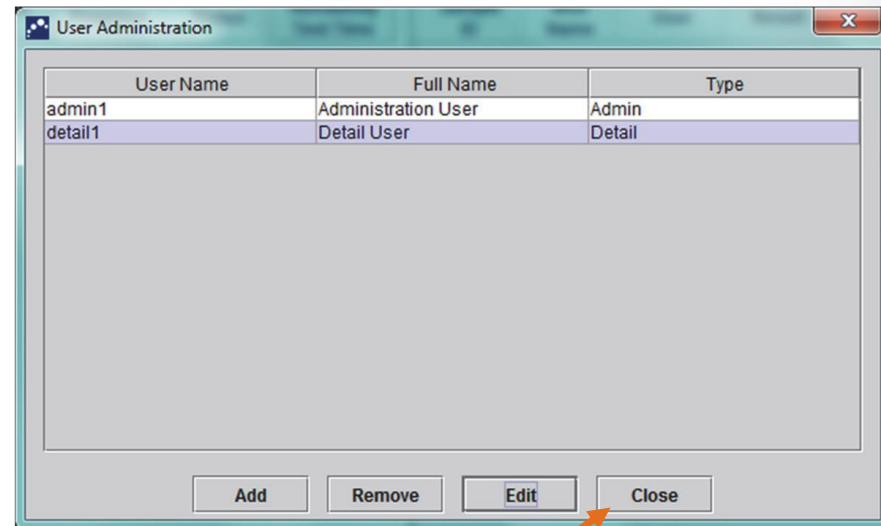 User Administration
User Name Full Name Type
admin1 Administration User Admin
detail1 Detail User Detail
Add Remove Edit Close